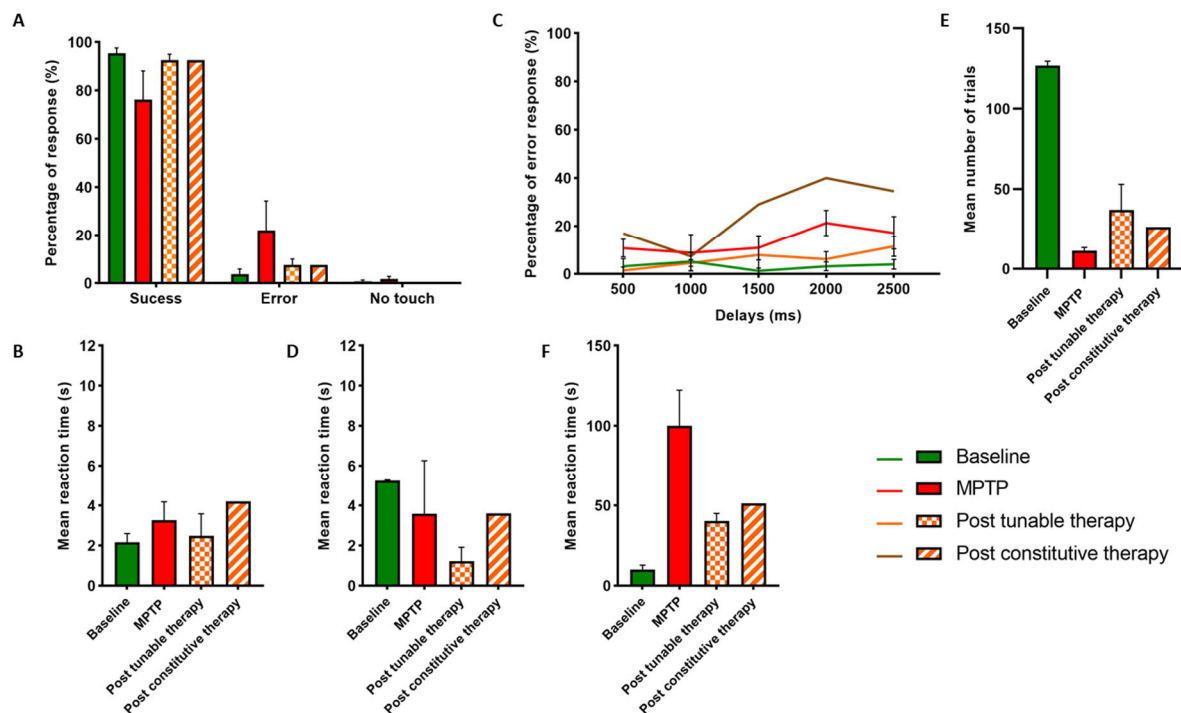 A
Percentage of response (%)
100
80
60
40
20
0
Sucess
Error
No touch
C
Percentage of error response (%)
100
80
60
40
20
0
500
1000
1500
2000
2500
Delays (ms)
E
Mean number of trials
150
100
50
0
Baseline
MPTP
Post tunable therapy
Post constitutive therapy
B
Mean reaction time (s)
12
10
8
6
4
2
0
Baseline
MPTP
Post tunable therapy
Post constitutive therapy
D
Mean reaction time (s)
12
10
8
6
4
2
0
Baseline
MPTP
Post tunable therapy
Post constitutive therapy
F
Mean reaction time (s)
150
100
50
0
Baseline
MPTP
Post tunable therapy
Post constitutive therapy
Baseline
MPTP
Post tunable therapy
Post constitutive therapy